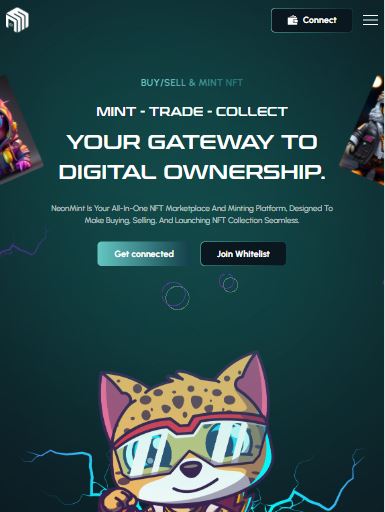 Connect
BUY/SELL & MINT NFT
MINT - TRADE - COLLECT
YOUR GATEWAY TO
DIGITAL OWNERSHIP.
NeonMint Is Your All-In-One NFT Marketplace And Minting Platform, Designed To
Make Buying, Selling, And Launching NFT Collection Seamless.
Get connected
Join Whitelist